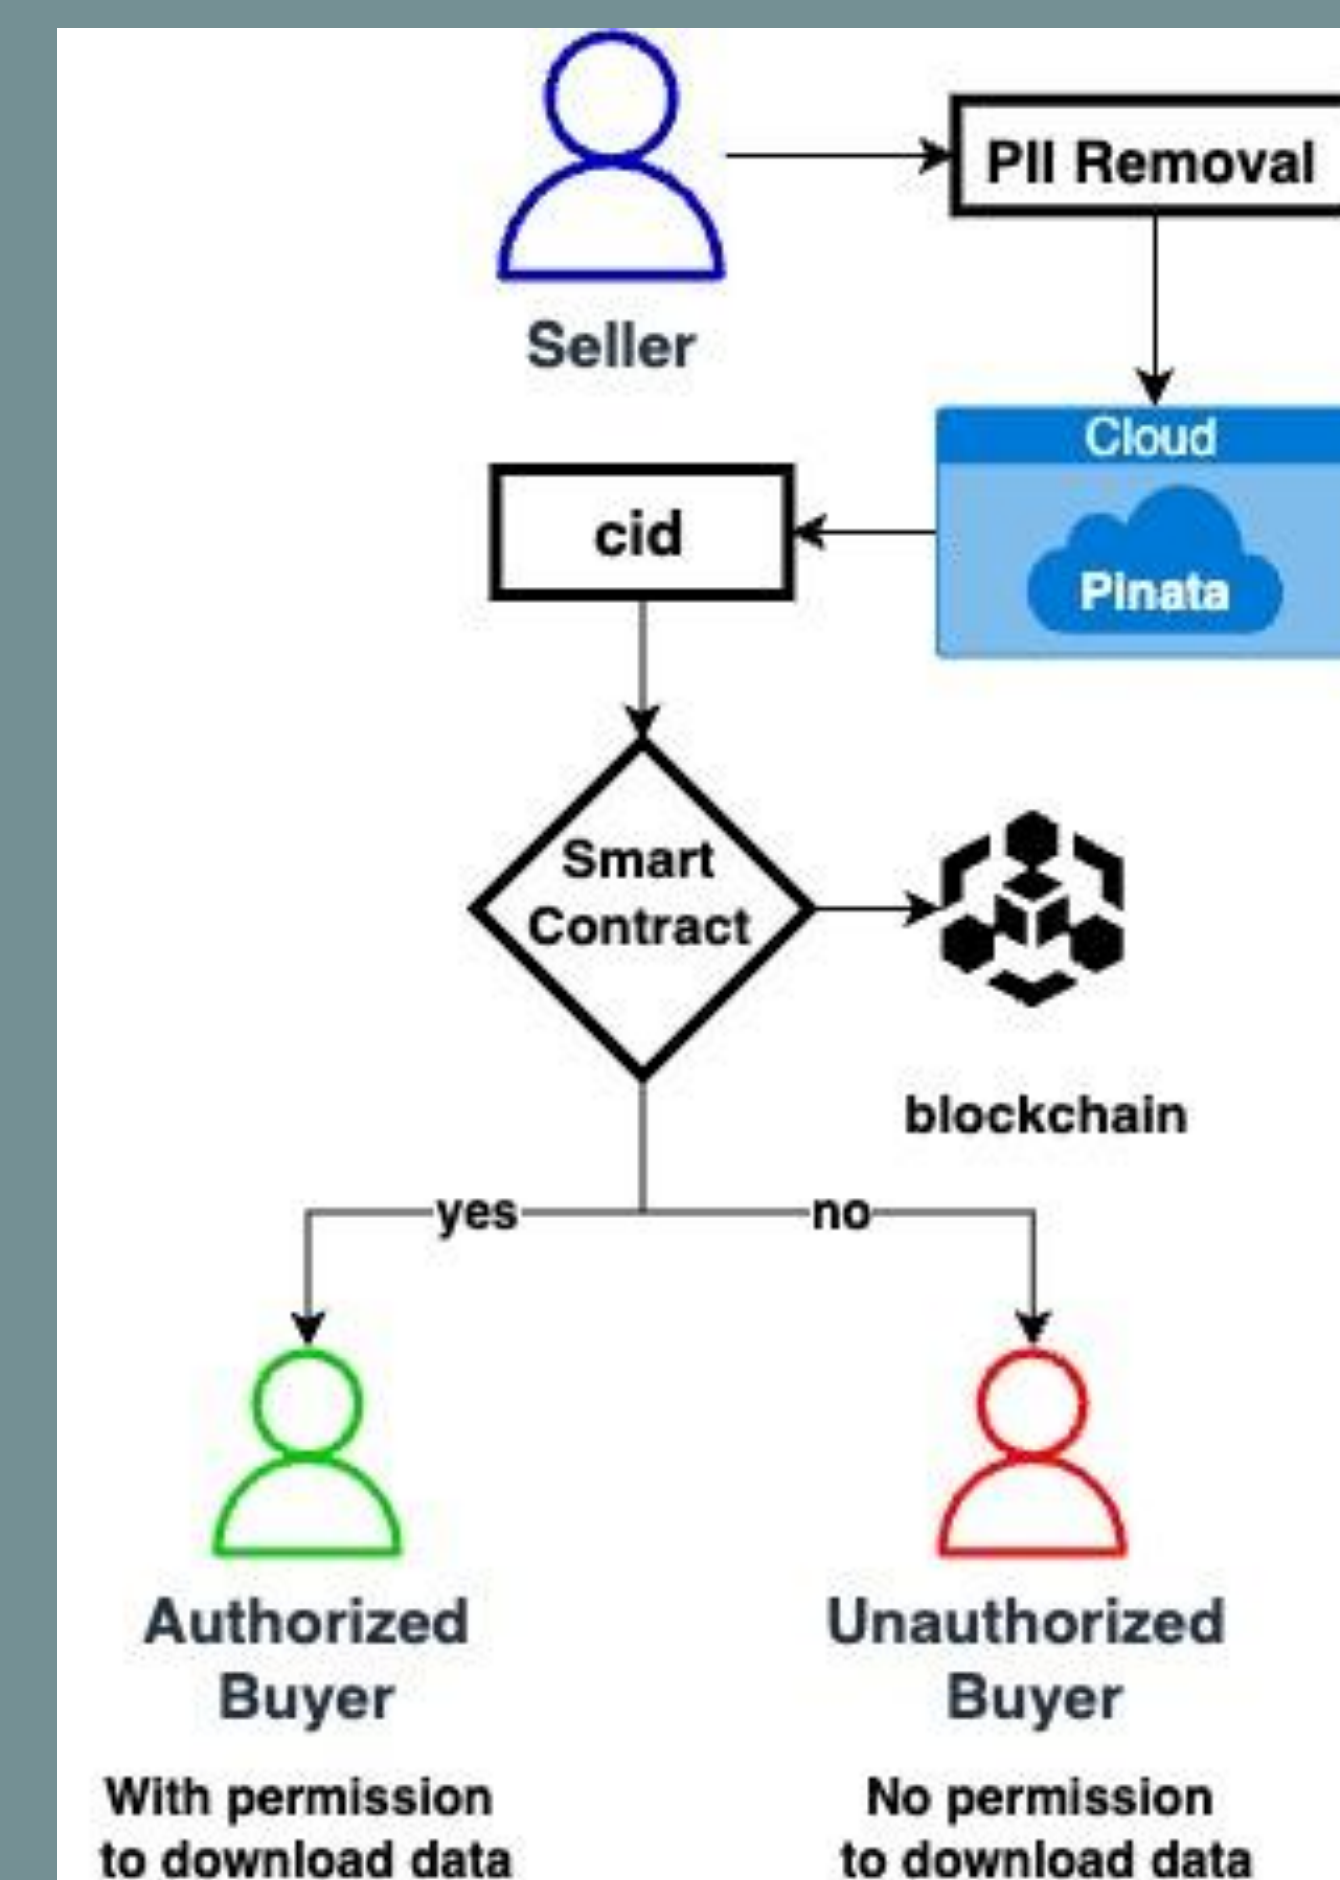 PII Removal
Seller
Cloud
Pinata
cid
Smart
Contract
blockchain
yes
no
Authorized
Buyer
Unauthorized
Buyer
With permission
to download data
No permission
to download data